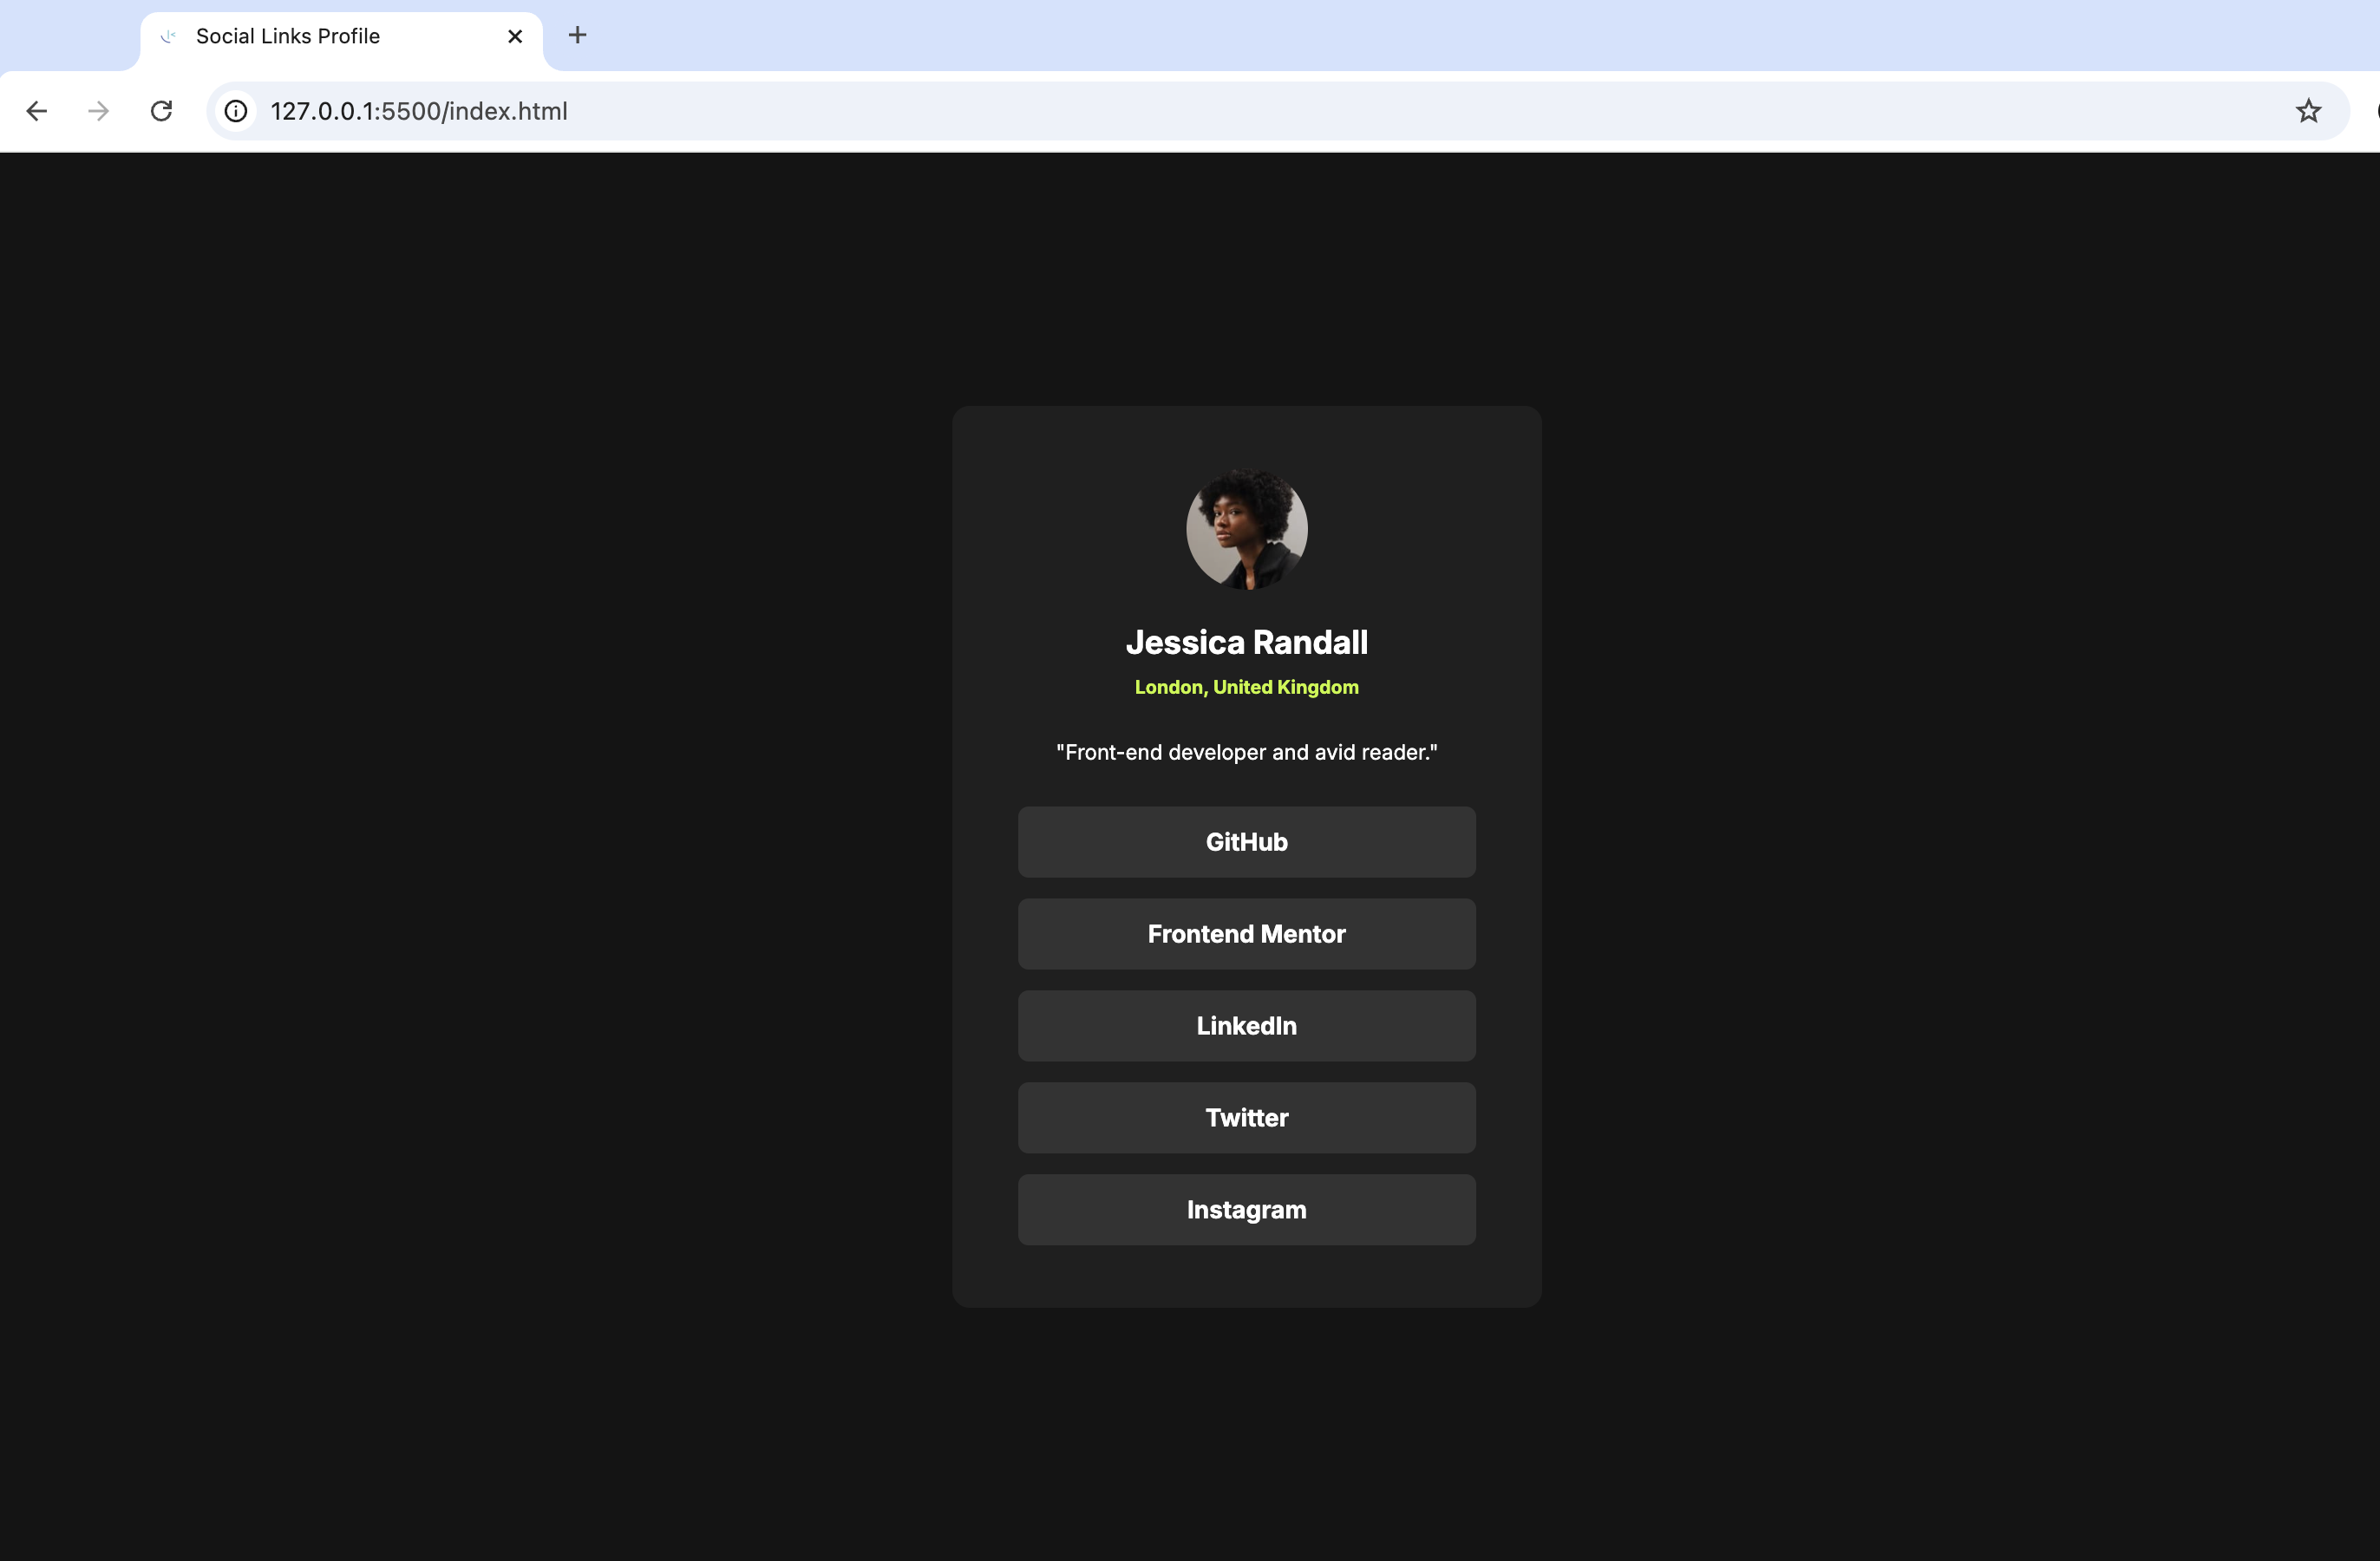 Social Links Profile
127.0.0.1:5500/index.html
Jessica Randall
London, United Kingdom
"Front-end developer and avid reader."
GitHub
Frontend Mentor
LinkedIn
Twitter
Instagram